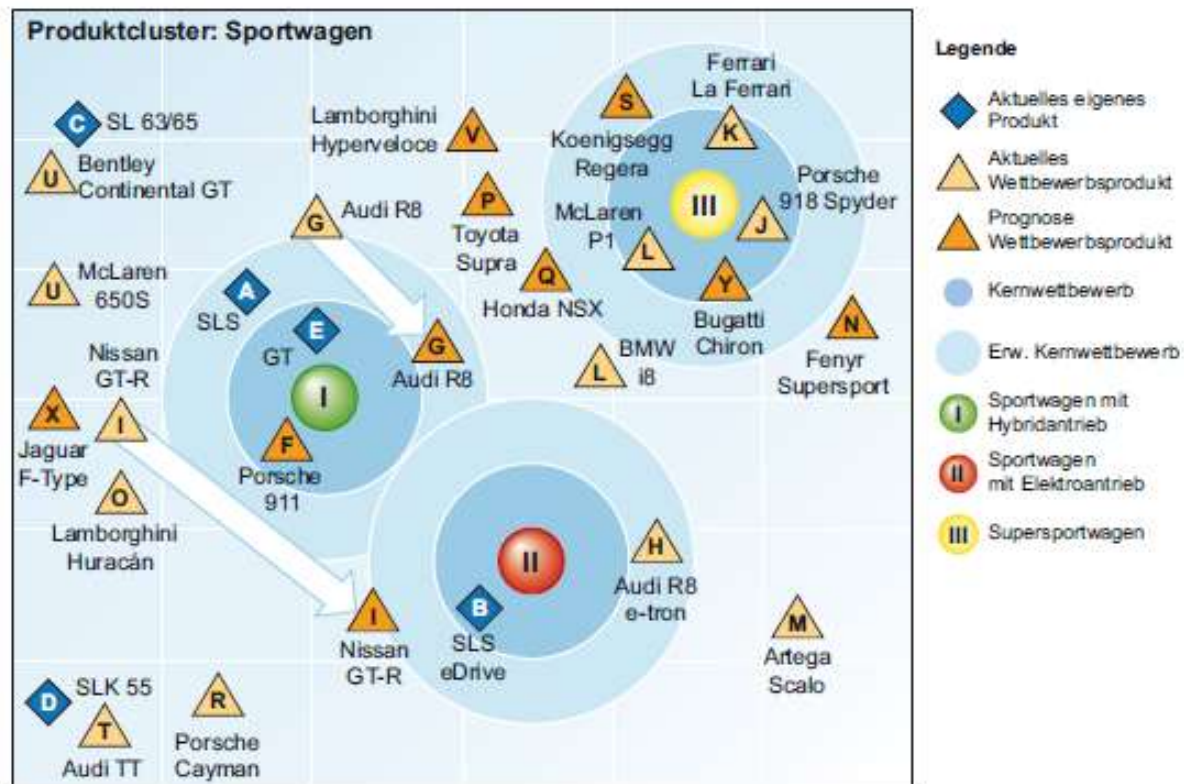 Produktcluster: Sportwagen
C
SL 63/65
U
Bentley
Continental GT
Lamborghini
Hyperveloce
V
G
Audi R8
P
Toyota
Supra
S
Koenigsegg
Regera
Ferrari
La Ferrari
K
III
Porsche
918 Spyder
J
McLaren
P1
L
Q
Honda NSX
Y
Bugatti
Chiron
N
Fenyr
Supersport
U
McLaren
650S
A
SLS
E
GT
I
G
Audi R8
L
BMW
i8
Nissan
GT-R
X
I
Jaguar
F-Type
F
Porsche
911
O
Lamborghini
Huracán
II
H
Audi R8
e-tron
B
SLS
eDrive
I
Nissan
GT-R
M
Artega
Scalo
D
SLK 55
T
Audi TT
R
Porsche
Cayman
Legende
Aktuelles eigenes
Produkt
Aktuelles
Wettbewerbsprodukt
Prognose
Wettbewerbsprodukt
Kernwettbewerb
Erw. Kernwettbewerb
I
Sportwagen mit
Hybridantrieb
II
Sportwagen
mit Elektroantrieb
III
Supersportwagen